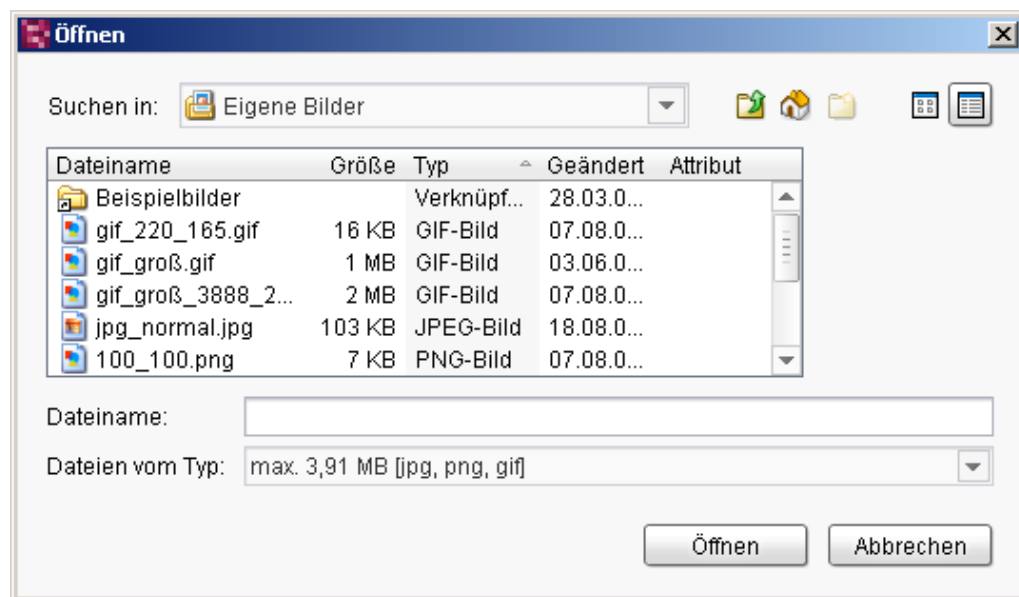 Öffnen
Suchen in: Eigene Bilder
Dateiname Größe Typ Geändert Attribut
Beispielbilder Verknüpf... 28.03.0...
gif_220_165.gif 16 KB GIF-Bild 07.08.0...
gif_groß.gif 1 MB GIF-Bild 03.06.0...
gif_groß_3888_2... 2 MB GIF-Bild 07.08.0...
jpg_normal.jpg 103 KB JPEG-Bild 18.08.0...
100_100.png 7 KB PNG-Bild 07.08.0...
Dateiname:
Dateien vom Typ: max. 3,91 MB [jpg, png, gif]
Öffnen Abbrechen